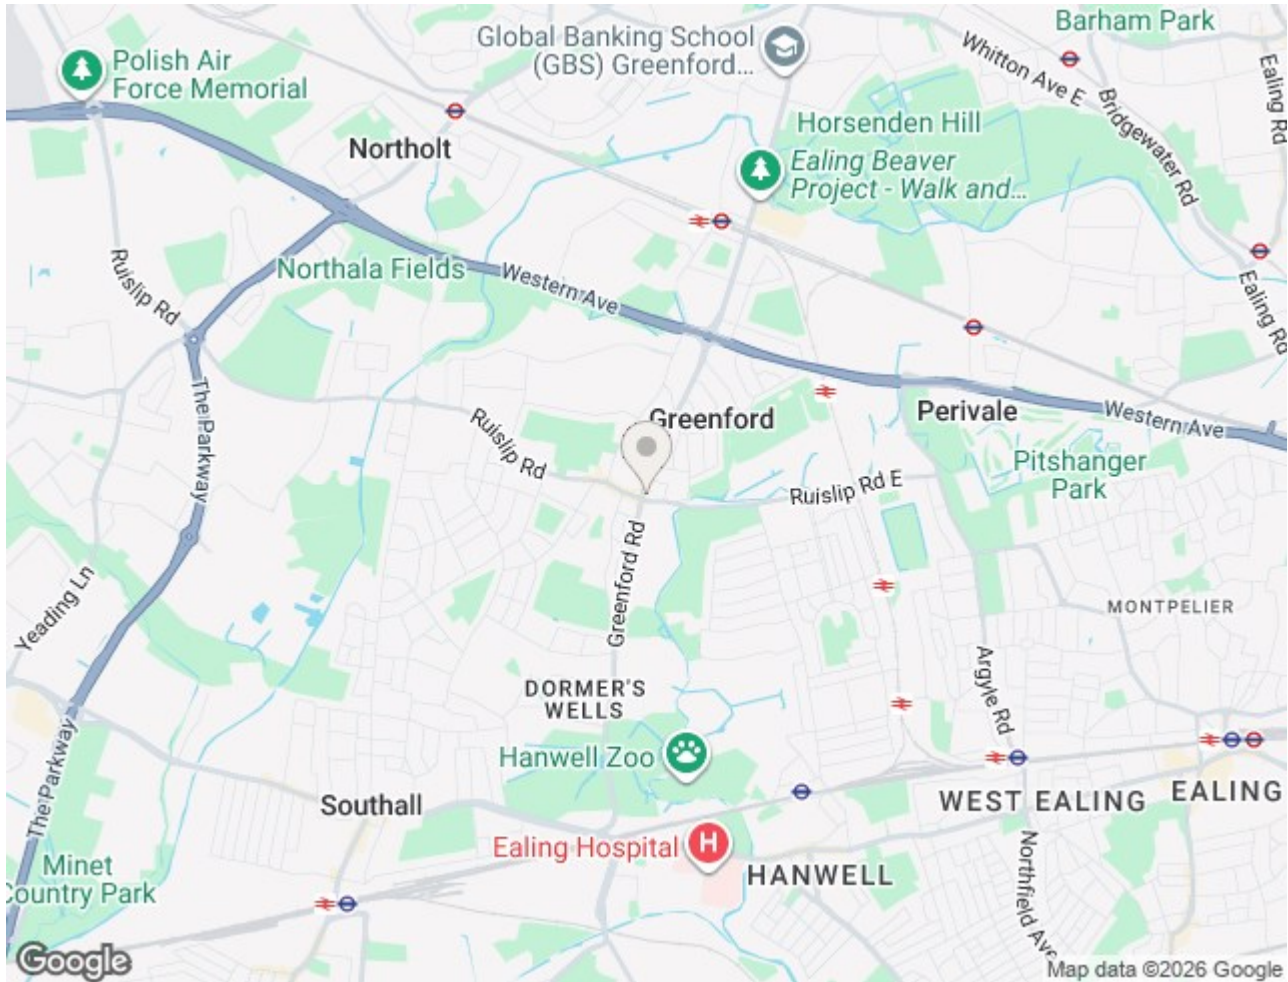 Barham Park
Global Banking School
(GBS) Greenford...
Whitton Ave E
Ealing Rd
Polish Air
Force Memorial
Bridgewater Rd
Horsenden Hill
Northolt
Ealing Beaver
Project - Walk and...
Ruislip Rd
Northala Fields
Western Ave
Ealing Rd
The Parkway
Greenford
Perivale
Western Ave
Ruislip Rd
Pitshanger
Park
Ruislip Rd E
Greenford Rd
Yeading Ln
MONTPELIER
Argyle Rd
DORMER'S
WELLS
The Parkway
Hanwell Zoo
Southall
WEST EALING
EALING
Ealing Hospital
H
Minet
Country Park
HANWELL
Northfield Ave
Google
Map data ©2026 Google